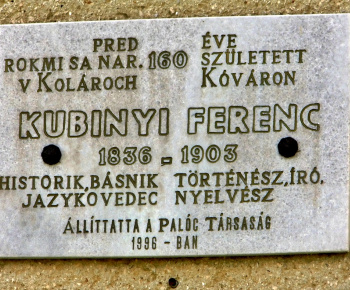 PRED ÉVE
ROKMI SA NAR. 160 SZÜLETETT
V KOLÁROCH KÓVÁRON
KUBINYI FERENC
1836 - 1903
HISTORIK, BÁSNIK TÖRTÉNÉSZ, ÍRÓ.
JAZYKOVEDEC NYELVÉSZ
ÁLLÍTTATTA A PALÓC TÁRSASÁG
1996 - BAN